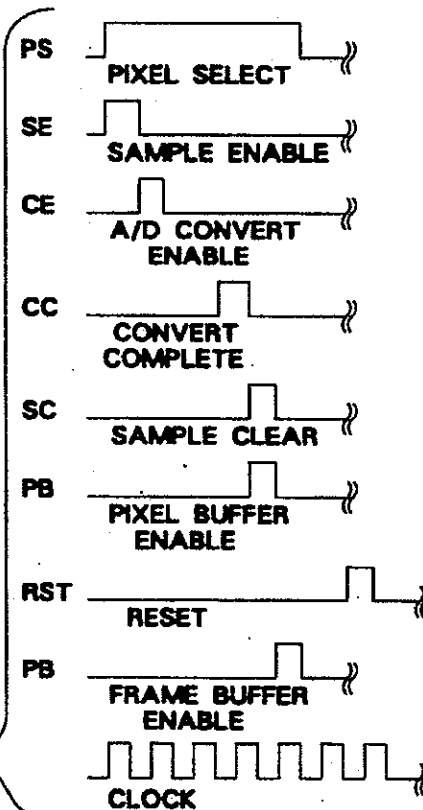 PS
PIXEL SELECT
SE
SAMPLE ENABLE
CE
A/D CONVERT
ENABLE
CC
CONVERT
COMPLETE
SC
SAMPLE CLEAR
PB
PIXEL BUFFER
ENABLE
RST
RESET
PB
FRAME BUFFER
ENABLE
CLOCK